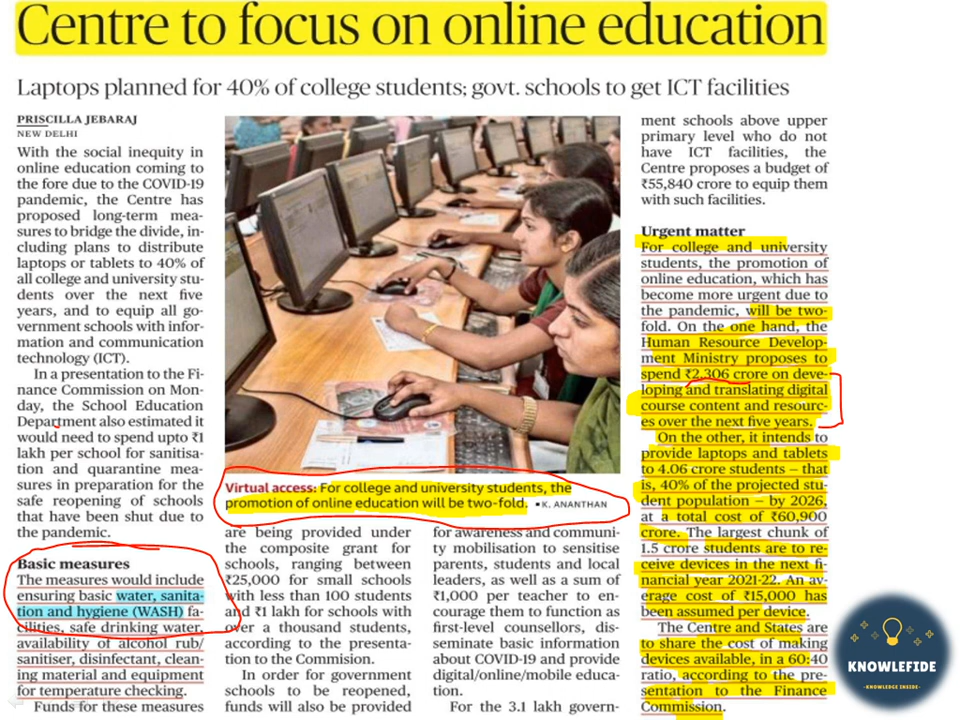 Centre to focus on online education
Laptops planned for 40% of college students; govt. schools to get ICT facilities
PRISCILLA JEBARAJ
NEW DELHI
With the social inequity in
online education coming to
the fore due to the COVID-19
pandemic, the Centre has
proposed long-term mea-
sures to bridge the divide, in-
cluding plans to distribute
laptops or tablets to 40% of
all college and university stu-
dents over the next five
years, and to equip all go-
vernment schools with infor-
mation and communication
technology (ICT).
In a presentation to the Fi-
nance Commission on Mon-
day, the School Education
Department also estimated it
would need to spend upto ₹1
lakh per school for sanitisa-
tion and quarantine mea-
sures in preparation for the
safe reopening of schools
that have been shut due to
the pandemic.
Basic measures
The measures would include
ensuring basic water, sanita-
tion and hygiene (WASH) fa-
cilities, safe drinking water,
availability of alcohol rub/
sanitiser, disinfectant, clean-
ing material and equipment
for temperature checking.
Funds for these measures
Virtual access: For college and university students, the
promotion of online education will be two-fold. ▪K. ANANTHAN
are being provided under
the composite grant for
schools, ranging between
₹25,000 for small schools
with less than 100 students
and ₹1 lakh for schools with
over a thousand students,
according to the presenta-
tion to the Commision.
In order for government
schools to be reopened,
funds will also be provided
for awareness and communi-
ty mobilisation to sensitise
parents, students and local
leaders, as well as a sum of
₹1,000 per teacher to en-
courage them to function as
first-level counsellors, dis-
seminate basic information
about COVID-19 and provide
digital/online/mobile educa-
tion.
For the 3.1 lakh govern-
ment schools above upper
primary level who do not
have ICT facilities, the
Centre proposes a budget of
₹55,840 crore to equip them
with such facilities.
Urgent matter
For college and university
students, the promotion of
online education, which has
become more urgent due to
the pandemic, will be two-
fold. On the one hand, the
Human Resource Develop-
ment Ministry proposes to
spend ₹2,306 crore on deve-
loping and translating digital
course content and resourc-
es over the next five years.
On the other, it intends to
provide laptops and tablets
to 4.06 crore students – that
is, 40% of the projected stu-
dent population – by 2026,
at a total cost of ₹60,900
crore. The largest chunk of
1.5 crore students are to re-
ceive devices in the next fi-
nancial year 2021-22. An av-
erage cost of ₹15,000 has
been assumed per device.
The Centre and States are
to share the cost of making
devices available, in a 60:40
ratio, according to the pre-
sentation to the Finance
Commission.
KNOWLEFIDE
-KNOWLEDGE INSIDE-